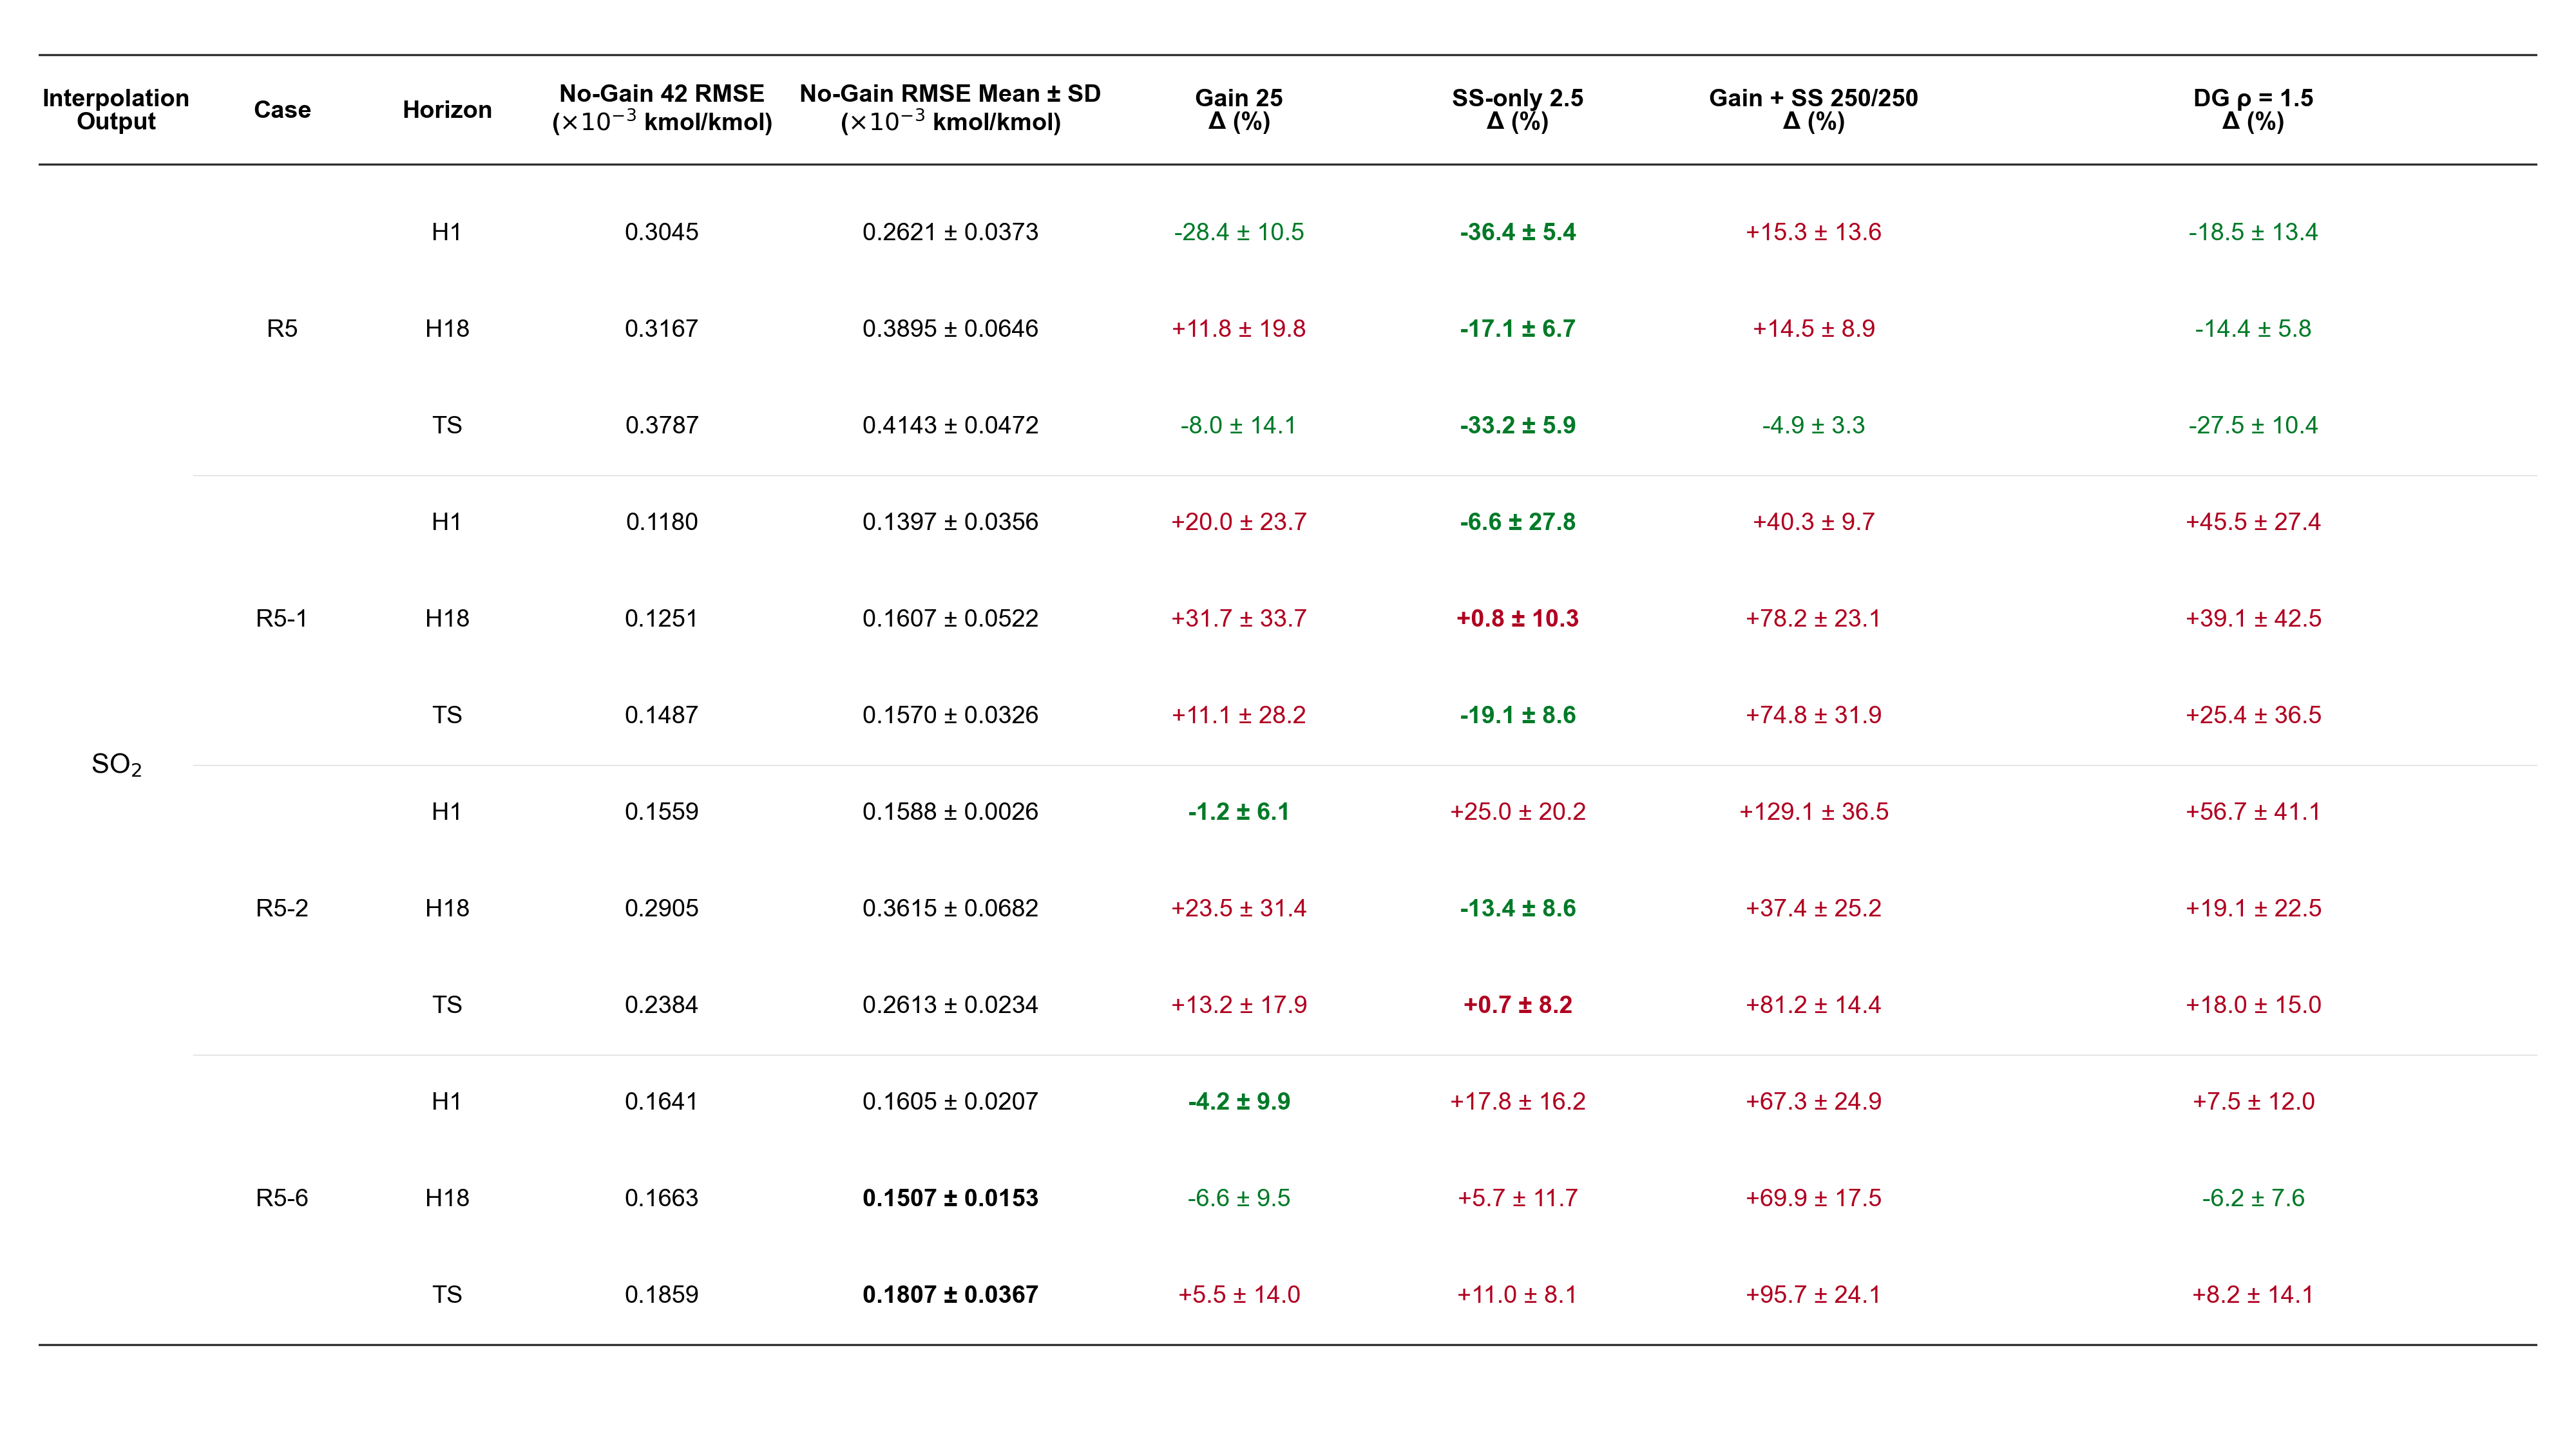 Interpolation Output | Case | Horizon | No-Gain 42 RMSE (×10⁻³ kmol/kmol) | No-Gain RMSE Mean ± SD (×10⁻³ kmol/kmol) | Gain 25 Δ (%) | SS-only 2.5 Δ (%) | Gain + SS 250/250 Δ (%) | DG ρ = 1.5 Δ (%)
SO₂
R5
H1 0.3045 0.2621 ± 0.0373 -28.4 ± 10.5 -36.4 ± 5.4 +15.3 ± 13.6 -18.5 ± 13.4
H18 0.3167 0.3895 ± 0.0646 +11.8 ± 19.8 -17.1 ± 6.7 +14.5 ± 8.9 -14.4 ± 5.8
TS 0.3787 0.4143 ± 0.0472 -8.0 ± 14.1 -33.2 ± 5.9 -4.9 ± 3.3 -27.5 ± 10.4
R5-1
H1 0.1180 0.1397 ± 0.0356 +20.0 ± 23.7 -6.6 ± 27.8 +40.3 ± 9.7 +45.5 ± 27.4
H18 0.1251 0.1607 ± 0.0522 +31.7 ± 33.7 +0.8 ± 10.3 +78.2 ± 23.1 +39.1 ± 42.5
TS 0.1487 0.1570 ± 0.0326 +11.1 ± 28.2 -19.1 ± 8.6 +74.8 ± 31.9 +25.4 ± 36.5
R5-2
H1 0.1559 0.1588 ± 0.0026 -1.2 ± 6.1 +25.0 ± 20.2 +129.1 ± 36.5 +56.7 ± 41.1
H18 0.2905 0.3615 ± 0.0682 +23.5 ± 31.4 -13.4 ± 8.6 +37.4 ± 25.2 +19.1 ± 22.5
TS 0.2384 0.2613 ± 0.0234 +13.2 ± 17.9 +0.7 ± 8.2 +81.2 ± 14.4 +18.0 ± 15.0
R5-6
H1 0.1641 0.1605 ± 0.0207 -4.2 ± 9.9 +17.8 ± 16.2 +67.3 ± 24.9 +7.5 ± 12.0
H18 0.1663 0.1507 ± 0.0153 -6.6 ± 9.5 +5.7 ± 11.7 +69.9 ± 17.5 -6.2 ± 7.6
TS 0.1859 0.1807 ± 0.0367 +5.5 ± 14.0 +11.0 ± 8.1 +95.7 ± 24.1 +8.2 ± 14.1